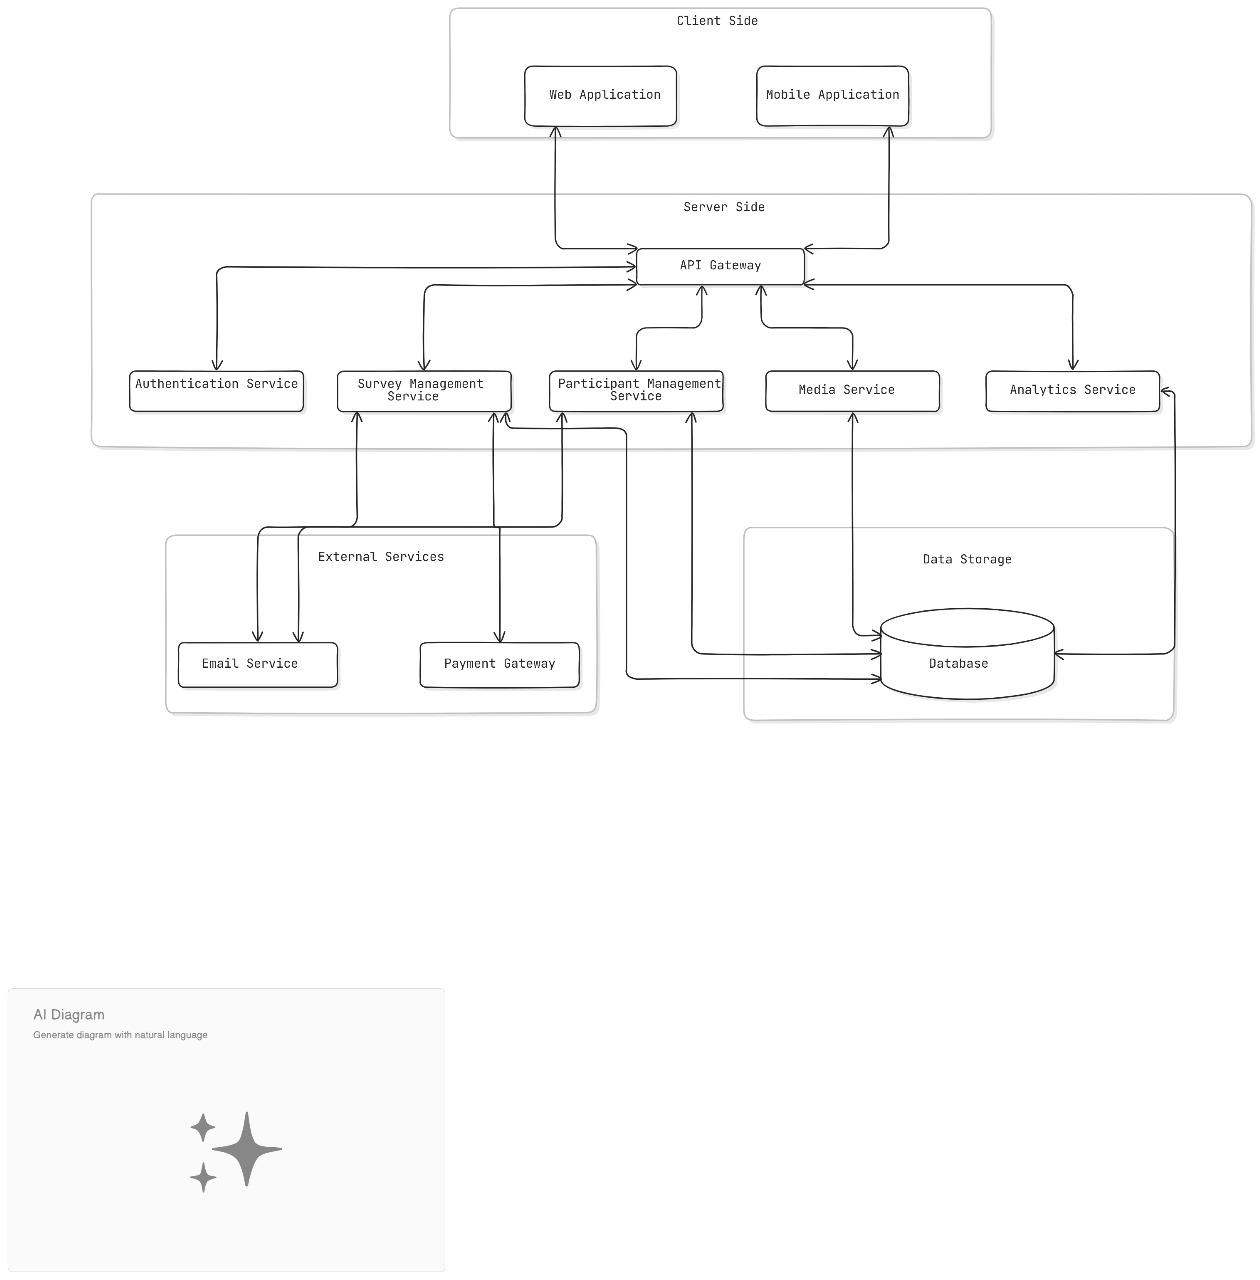 Client Side
Web Application
Mobile Application
Server Side
API Gateway
Authentication Service
Survey Management
Service
Participant Management
Service
Media Service
Analytics Service
External Services
Data Storage
Email Service
Payment Gateway
Database
AI Diagram
Generate diagram with natural language